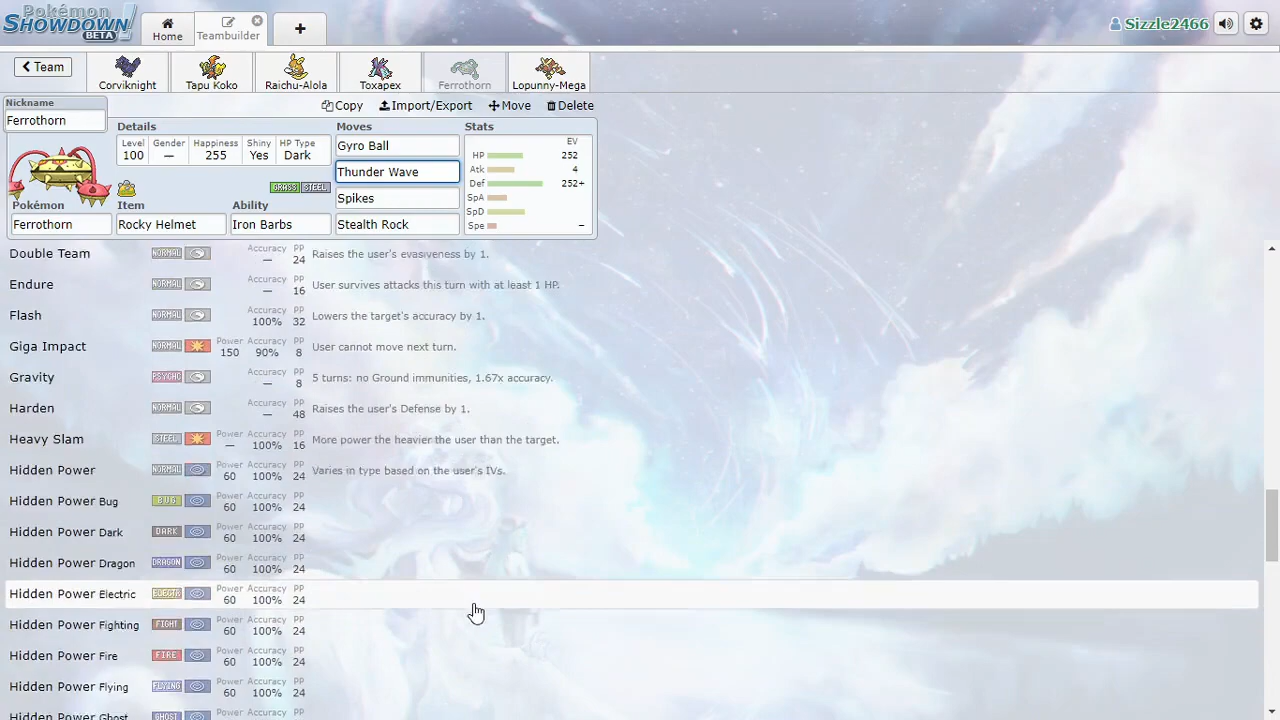 Pokémon
SHOWDOWN!
BETA
Home
Teambuilder
Sizzle2466
Team
Corviknight
Tapu Koko
Raichu-Alola
Toxapex
Ferrothorn
Lopunny-Mega
Nickname
Ferrothorn
Copy Import/Export Move Delete
Details
Level Gender Happiness Shiny HP Type
100 — 255 Yes Dark
GRASS STEEL
Pokémon Item Ability
Ferrothorn Rocky Helmet Iron Barbs
Moves
Gyro Ball
Thunder Wave
Spikes
Stealth Rock
Stats
EV
HP 252
Atk 4
Def 252+
SpA
SpD
Spe –
Double Team NORMAL Accuracy — PP 24 Raises the user's evasiveness by 1.
Endure NORMAL Accuracy — PP 16 User survives attacks this turn with at least 1 HP.
Flash NORMAL Accuracy 100% PP 32 Lowers the target's accuracy by 1.
Giga Impact NORMAL Power 150 Accuracy 90% PP 8 User cannot move next turn.
Gravity PSYCHC Accuracy — PP 8 5 turns: no Ground immunities, 1.67x accuracy.
Harden NORMAL Accuracy — PP 48 Raises the user's Defense by 1.
Heavy Slam STEEL Power — Accuracy 100% PP 16 More power the heavier the user than the target.
Hidden Power NORMAL Power 60 Accuracy 100% PP 24 Varies in type based on the user's IVs.
Hidden Power Bug BUG Power 60 Accuracy 100% PP 24
Hidden Power Dark DARK Power 60 Accuracy 100% PP 24
Hidden Power Dragon DRAGON Power 60 Accuracy 100% PP 24
Hidden Power Electric ELECTR Power 60 Accuracy 100% PP 24
Hidden Power Fighting FIGHT Power 60 Accuracy 100% PP 24
Hidden Power Fire FIRE Power 60 Accuracy 100% PP 24
Hidden Power Flying FLYING Power 60 Accuracy 100% PP 24
Hidden Power Ghost GHOST Power Accuracy PP